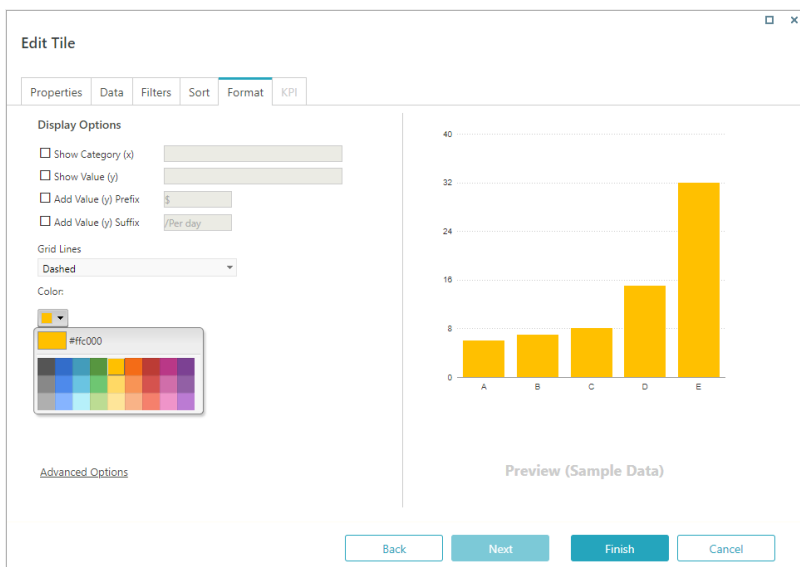 Edit Tile
Properties Data Filters Sort Format KPI
Display Options
Show Category (x)
Show Value (y)
Add Value (y) Prefix $
Add Value (y) Suffix /Per day
Grid Lines
Dashed
Color:
#ffc000
Advanced Options
40
32
24
16
8
0
A B C D E
Preview (Sample Data)
Back Next Finish Cancel